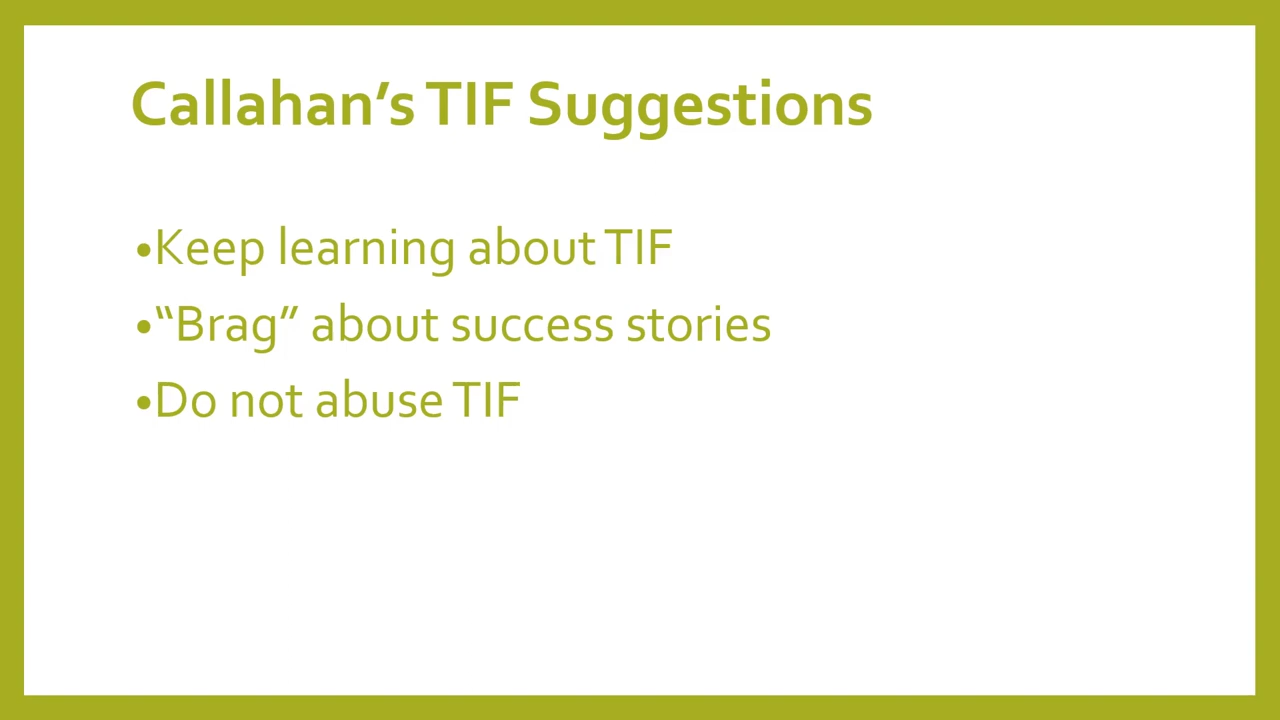 Callahan’s TIF Suggestions
•Keep learning about TIF
•“Brag” about success stories
•Do not abuse TIF